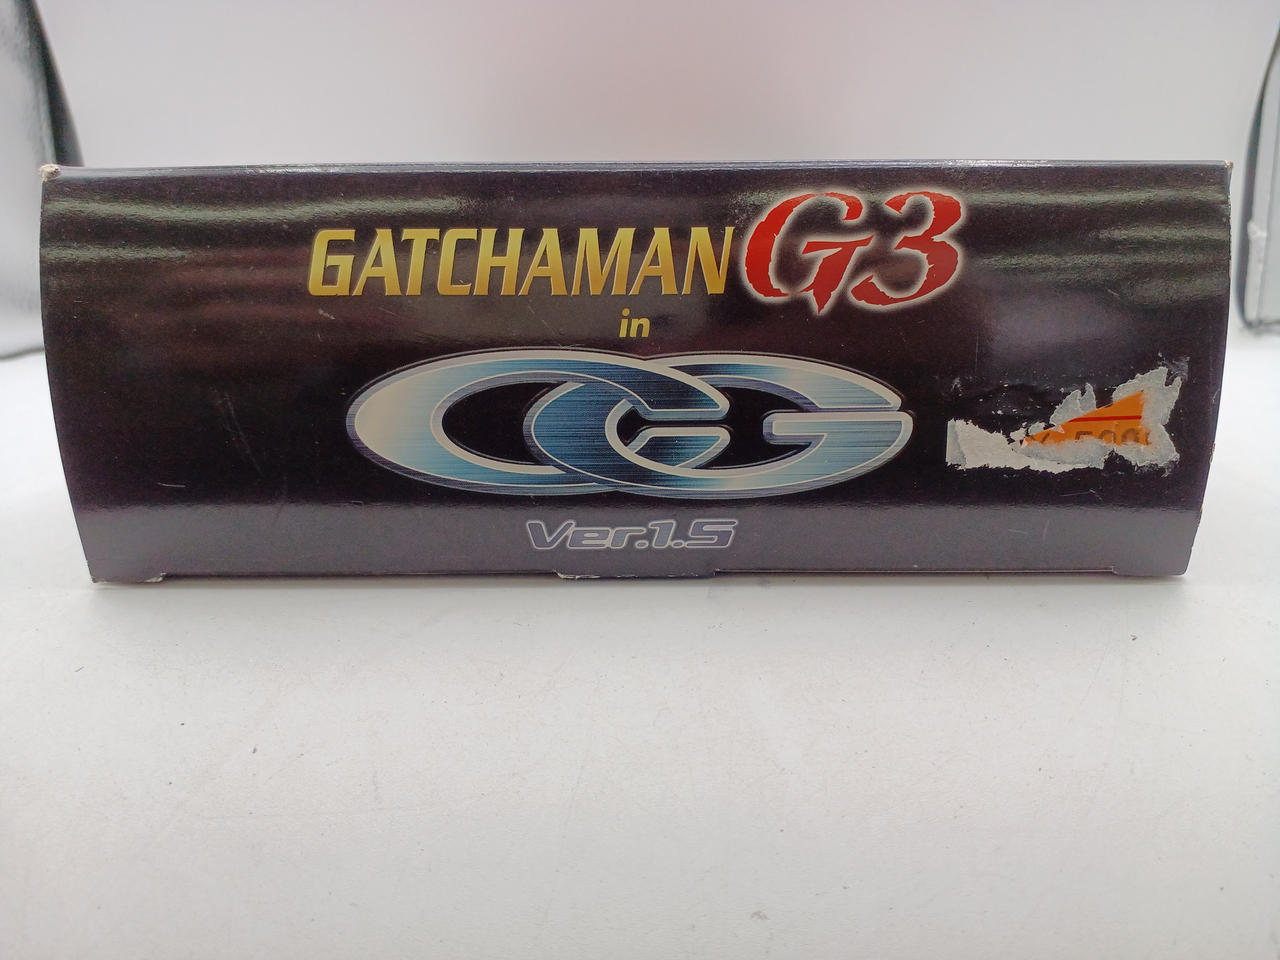 GATCHAMAN G3
in
CG
Ver.1.5